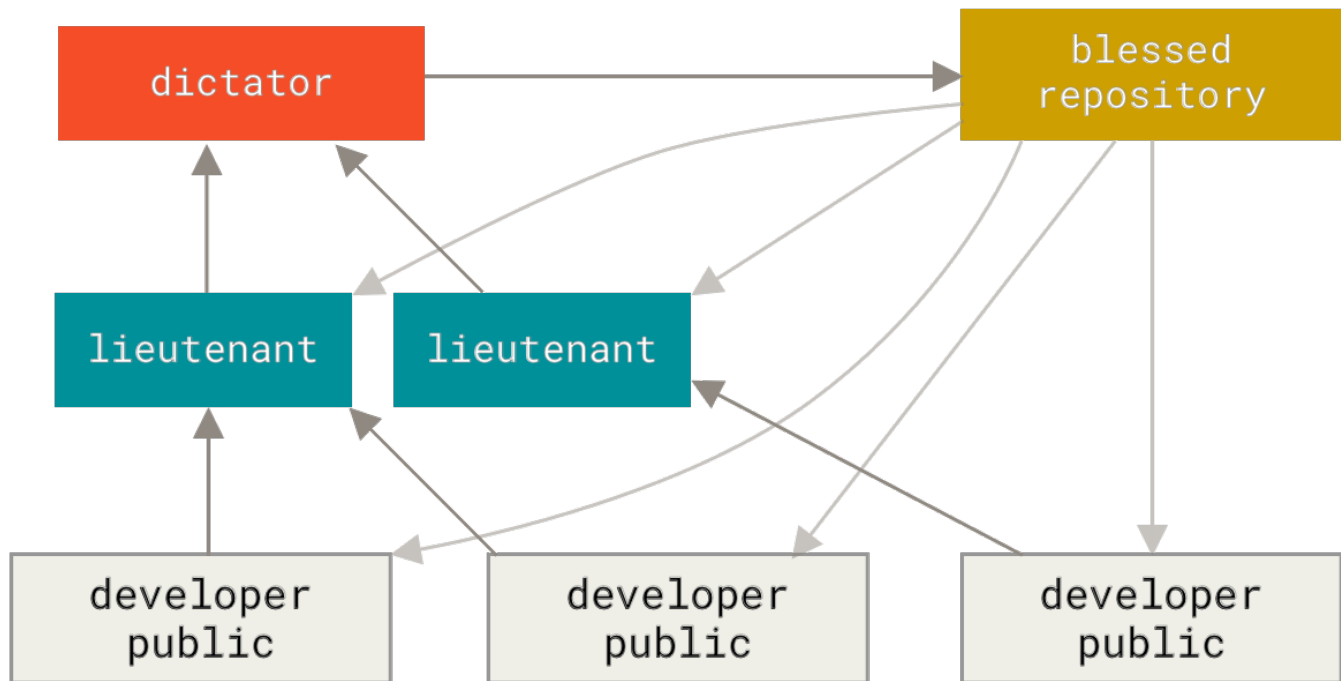 dictator
blessed
repository
lieutenant
lieutenant
developer
public
developer
public
developer
public